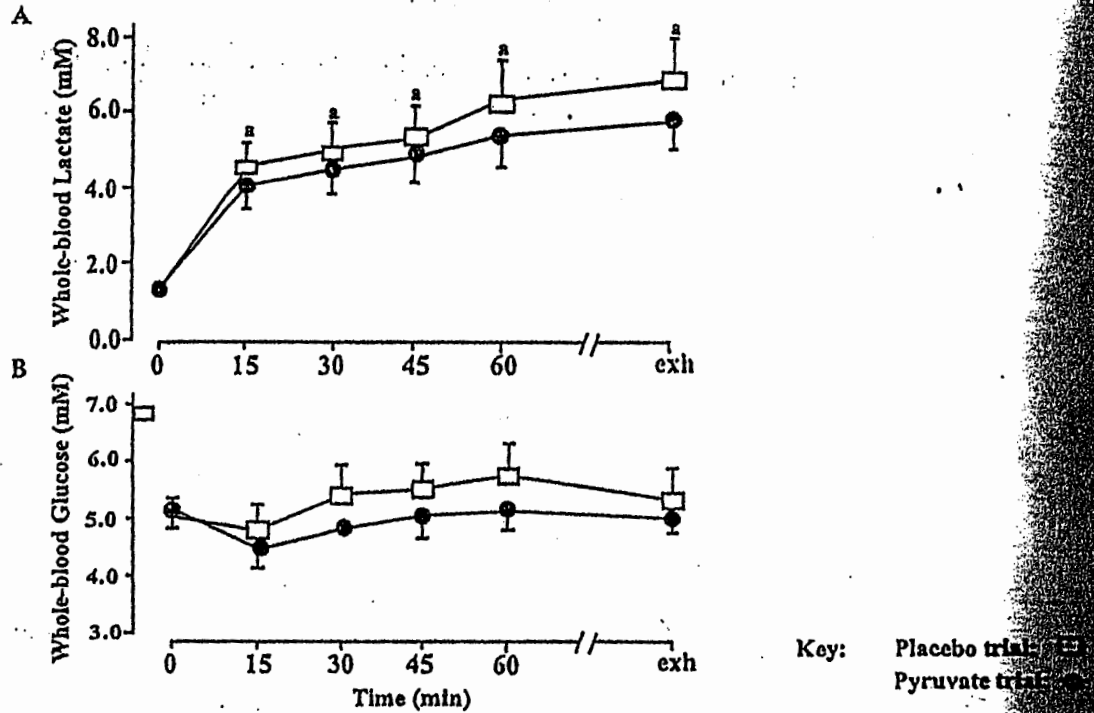 A
Whole-blood Lactate (mM)
8.0
6.0
4.0
2.0
0.0
a
a
a
a
a
0 15 30 45 60 exh
B
Whole-blood Glucose (mM)
7.0
6.0
5.0
4.0
3.0
0 15 30 45 60 exh
Time (min)
Key: Placebo trial:
Pyruvate trial: